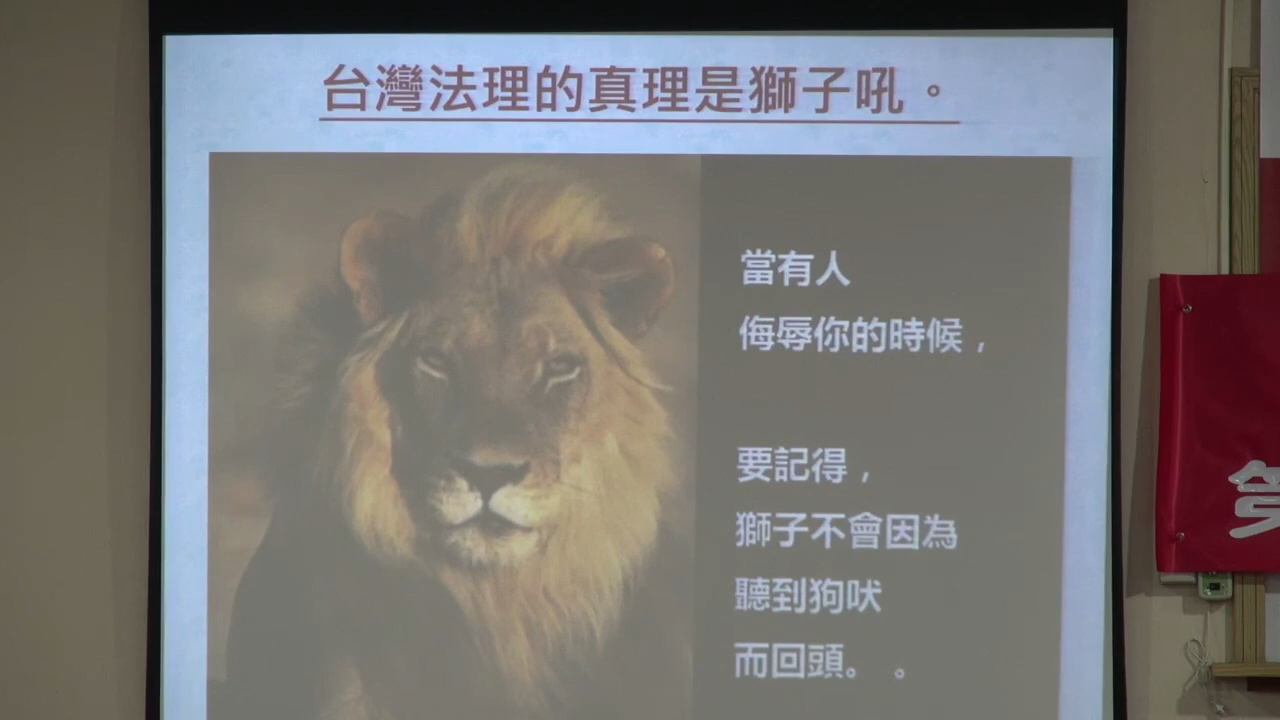 台灣法理的真理是獅子吼。
當有人
侮辱你的時候，
要記得，
獅子不會因為
聽到狗吠
而回頭。 。